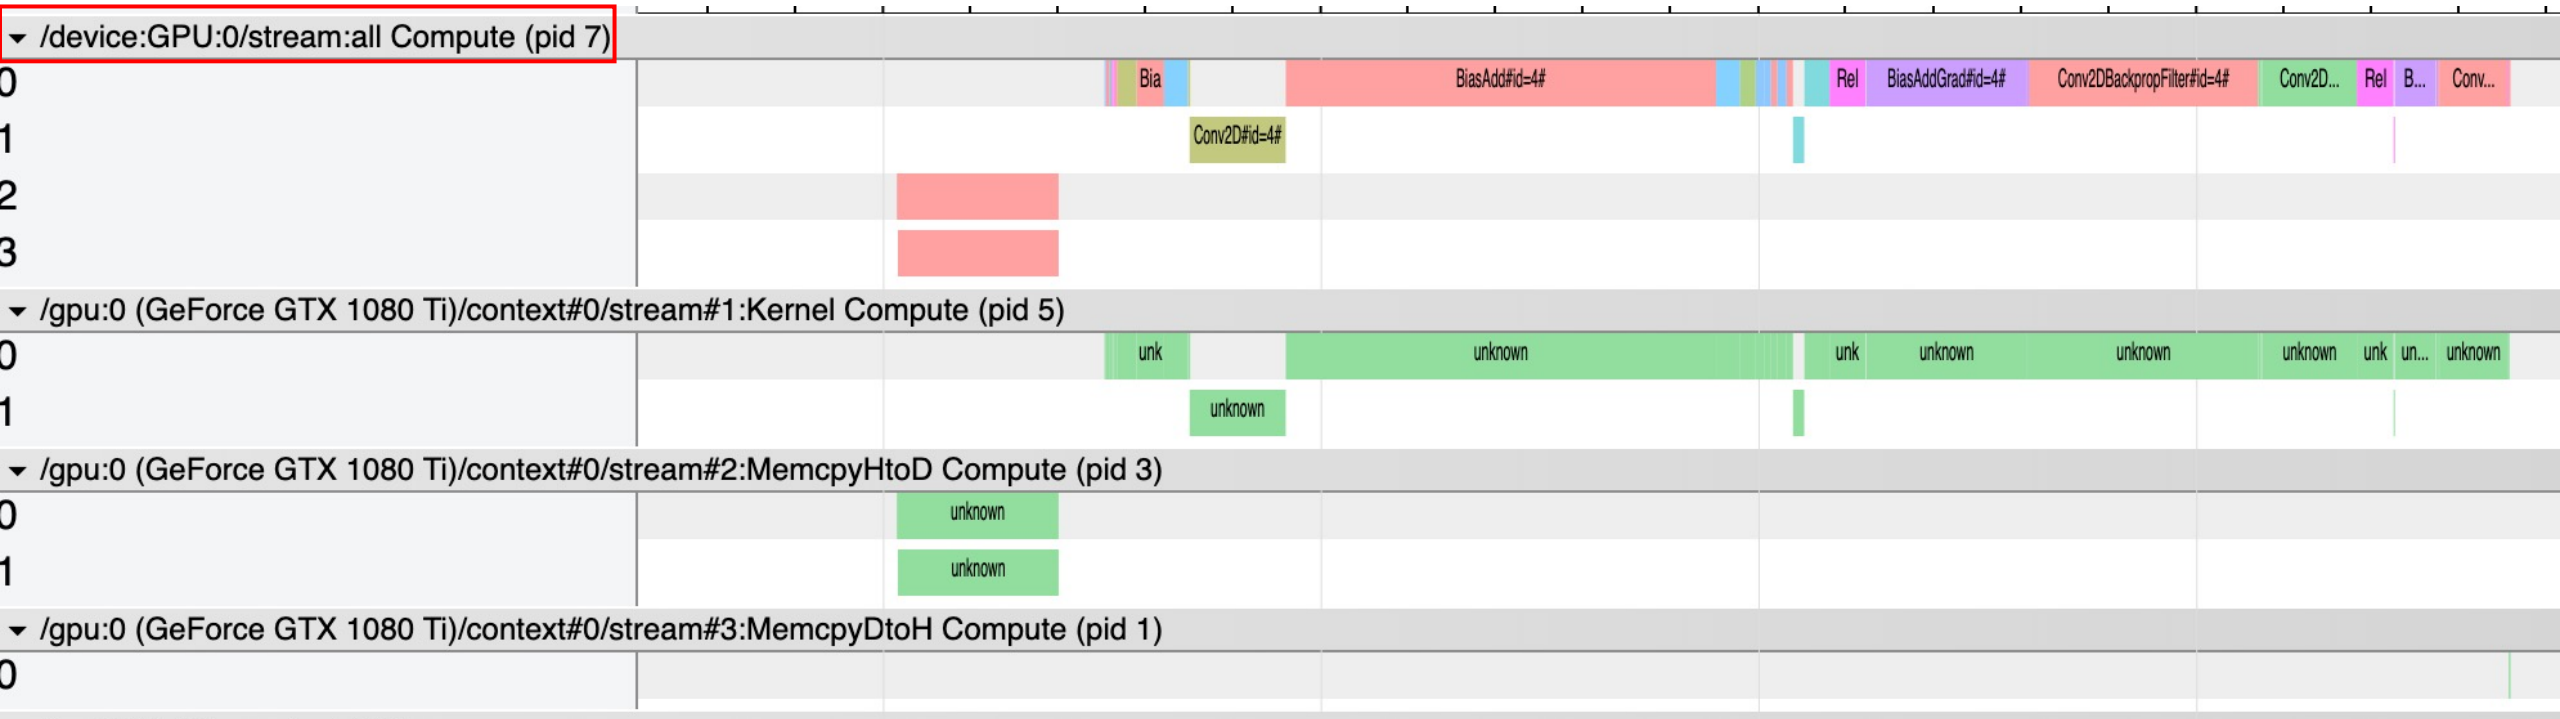 /device:GPU:0/stream:all Compute (pid 7)
0 Bia BiasAdd#id=4# Rel BiasAddGrad#id=4# Conv2DBackpropFilter#id=4# Conv2D... Rel B... Conv...
1 Conv2D#id=4#
2
3
/gpu:0 (GeForce GTX 1080 Ti)/context#0/stream#1:Kernel Compute (pid 5)
0 unk unknown unk unknown unknown unknown unk un... unknown
1 unknown
/gpu:0 (GeForce GTX 1080 Ti)/context#0/stream#2:MemcpyHtoD Compute (pid 3)
0 unknown
1 unknown
/gpu:0 (GeForce GTX 1080 Ti)/context#0/stream#3:MemcpyDtoH Compute (pid 1)
0